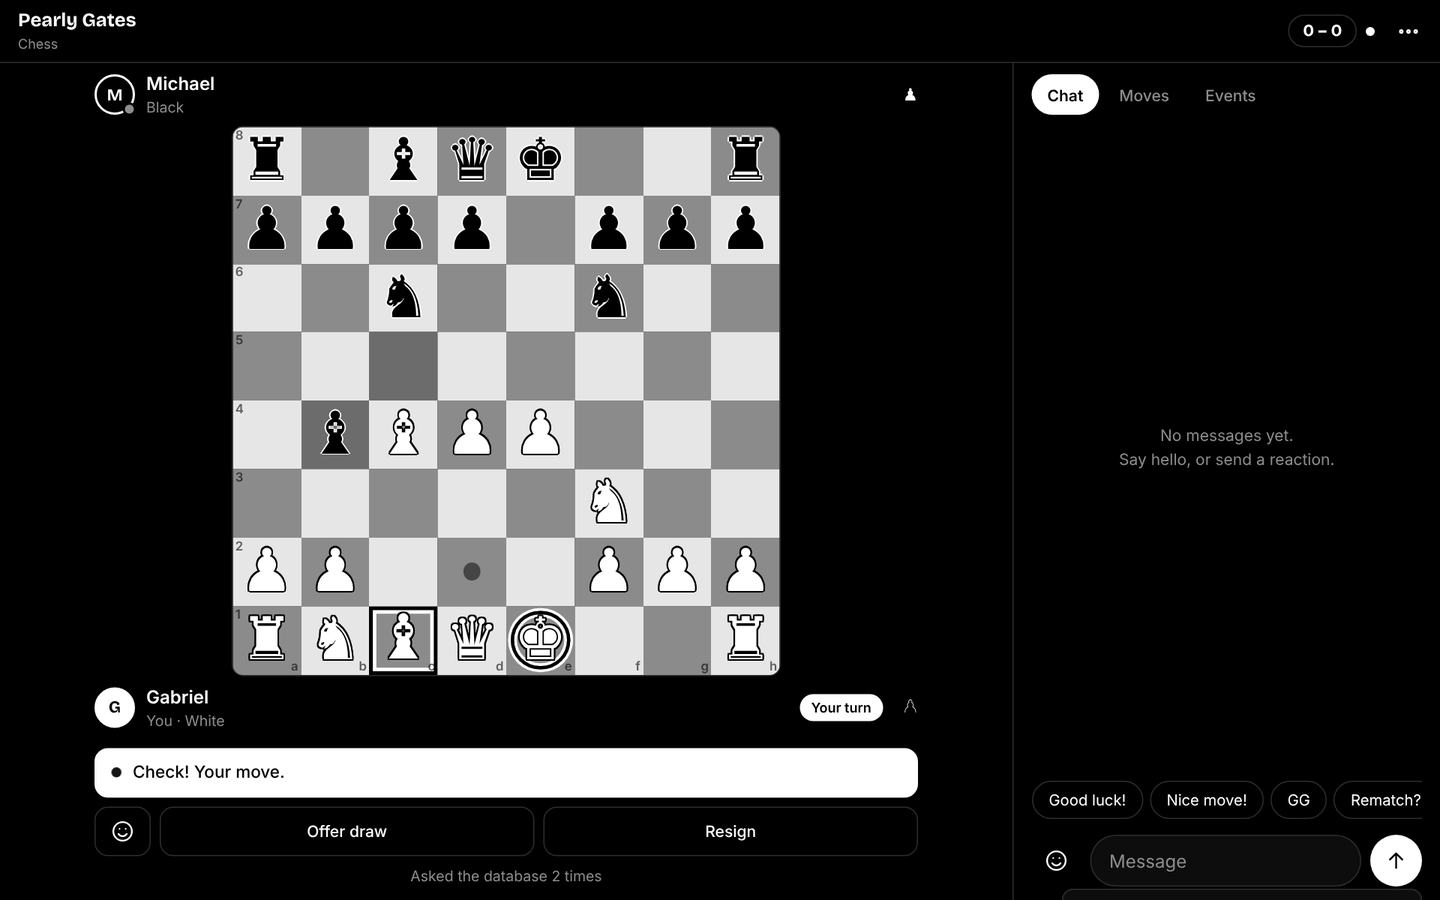 Pearly Gates
Chess
0 – 0
M
Michael
Black
8
7
6
5
4
3
2
1
a
b
c
d
e
f
g
h
G
Gabriel
You · White
Your turn
Check! Your move.
Offer draw
Resign
Asked the database 2 times
Chat
Moves
Events
No messages yet.
Say hello, or send a reaction.
Good luck!
Nice move!
GG
Rematch?
Message